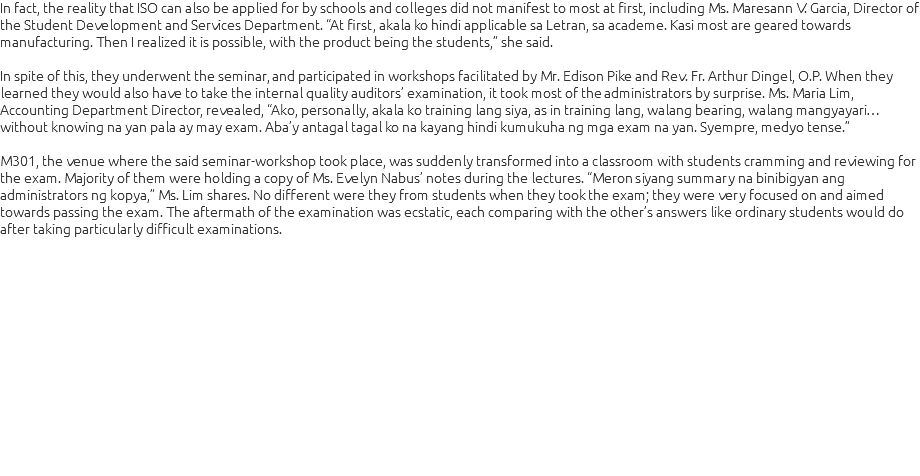 In fact, the reality that ISO can also be applied for by schools and colleges did not manifest to most at first, including Ms. Maresann V. Garcia, Director of
the Student Development and Services Department. “At first, akala ko hindi applicable sa Letran, sa academe. Kasi most are geared towards
manufacturing. Then I realized it is possible, with the product being the students,” she said.
In spite of this, they underwent the seminar, and participated in workshops facilitated by Mr. Edison Pike and Rev. Fr. Arthur Dingel, O.P. When they
learned they would also have to take the internal quality auditors’ examination, it took most of the administrators by surprise. Ms. Maria Lim,
Accounting Department Director, revealed, “Ako, personally, akala ko training lang siya, as in training lang, walang bearing, walang mangyayari…
without knowing na yan pala ay may exam. Aba’y antagal tagal ko na kayang hindi kumukuha ng mga exam na yan. Syempre, medyo tense.”
M301, the venue where the said seminar-workshop took place, was suddenly transformed into a classroom with students cramming and reviewing for
the exam. Majority of them were holding a copy of Ms. Evelyn Nabus’ notes during the lectures. “Meron siyang summary na binibigyan ang
administrators ng kopya,” Ms. Lim shares. No different were they from students when they took the exam; they were very focused on and aimed
towards passing the exam. The aftermath of the examination was ecstatic, each comparing with the other’s answers like ordinary students would do
after taking particularly difficult examinations.